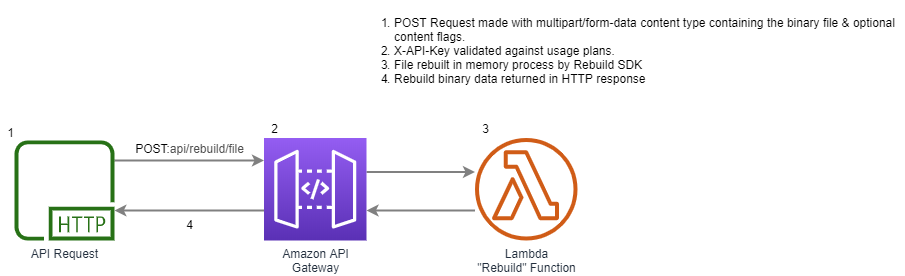 1. POST Request made with multipart/form-data content type containing the binary file & optional
content flags.
2. X-API-Key validated against usage plans.
3. File rebuilt in memory process by Rebuild SDK
4. Rebuild binary data returned in HTTP response
1
2
3
POST:api/rebuild/file
</>
HTTP
4
API Request
Amazon API
Gateway
Lambda
"Rebuild" Function